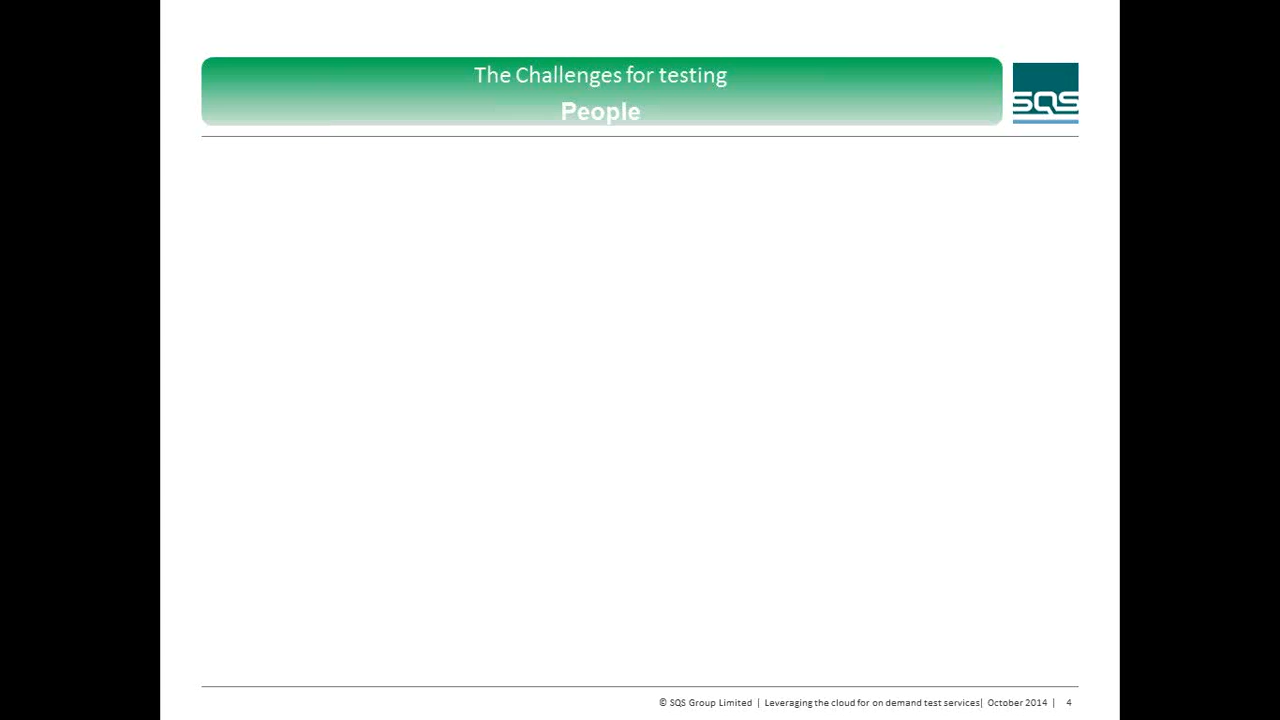 The Challenges for testing
People
SQS
© SQS Group Limited | Leveraging the cloud for on demand test services| October 2014 | 4